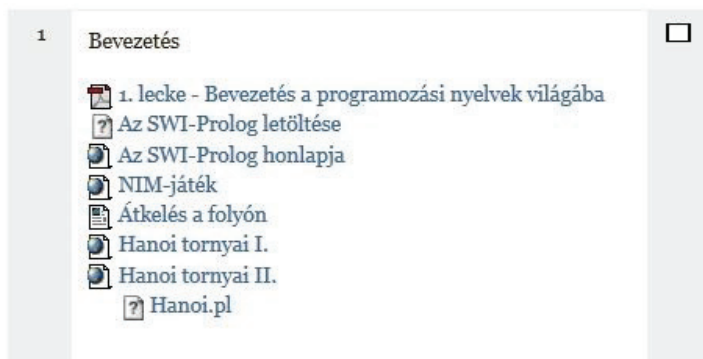 1
Bevezetés
1. lecke - Bevezetés a programozási nyelvek világába
Az SWI-Prolog letöltése
Az SWI-Prolog honlapja
NIM-játék
Átkelés a folyón
Hanoi tornyai I.
Hanoi tornyai II.
Hanoi.pl